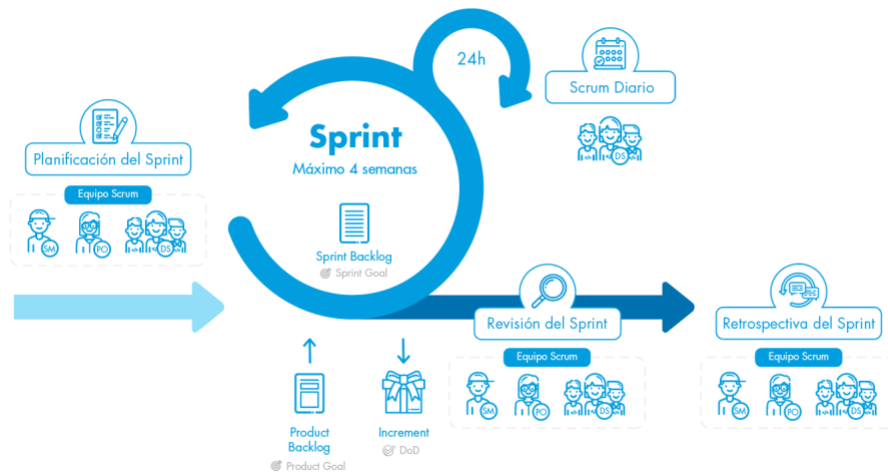 24h
Scrum Diario
DS
Sprint
Máximo 4 semanas
Planificación del Sprint
Equipo Scrum
SM
PO
DS
Sprint Backlog
Sprint Goal
Revisión del Sprint
Equipo Scrum
SM
PO
DS
Retrospectiva del Sprint
Equipo Scrum
SM
PO
DS
Product
Backlog
Product Goal
Increment
DoD